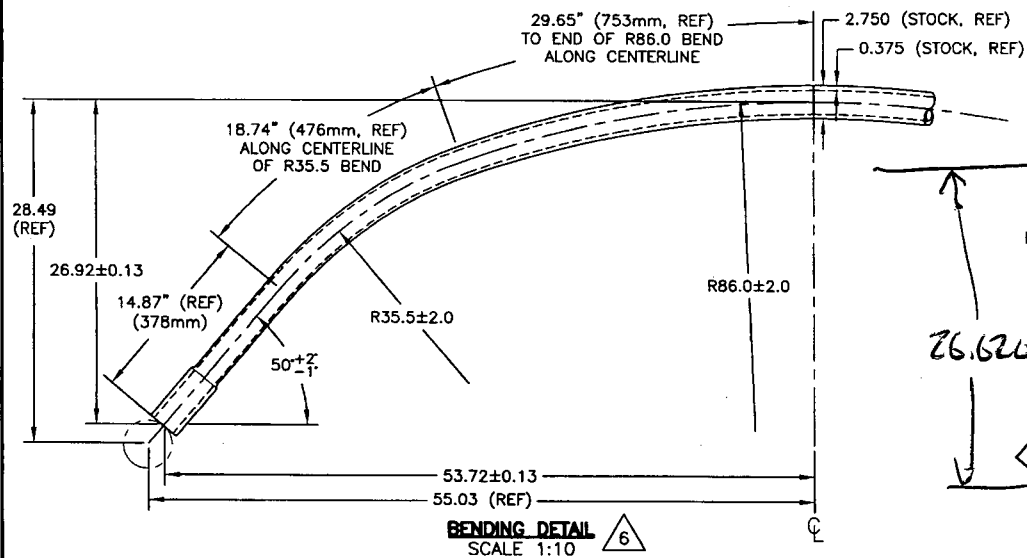 29.65" (753mm, REF)
TO END OF R86.0 BEND
ALONG CENTERLINE
2.750 (STOCK, REF)
0.375 (STOCK, REF)
18.74" (476mm, REF)
ALONG CENTERLINE
OF R35.5 BEND
28.49
(REF)
26.92±0.13
14.87" (REF)
(378mm)
50°+2°
-1°
R35.5±2.0
R86.0±2.0
53.72±0.13
55.03 (REF)
BENDING DETAIL
6
SCALE 1:10